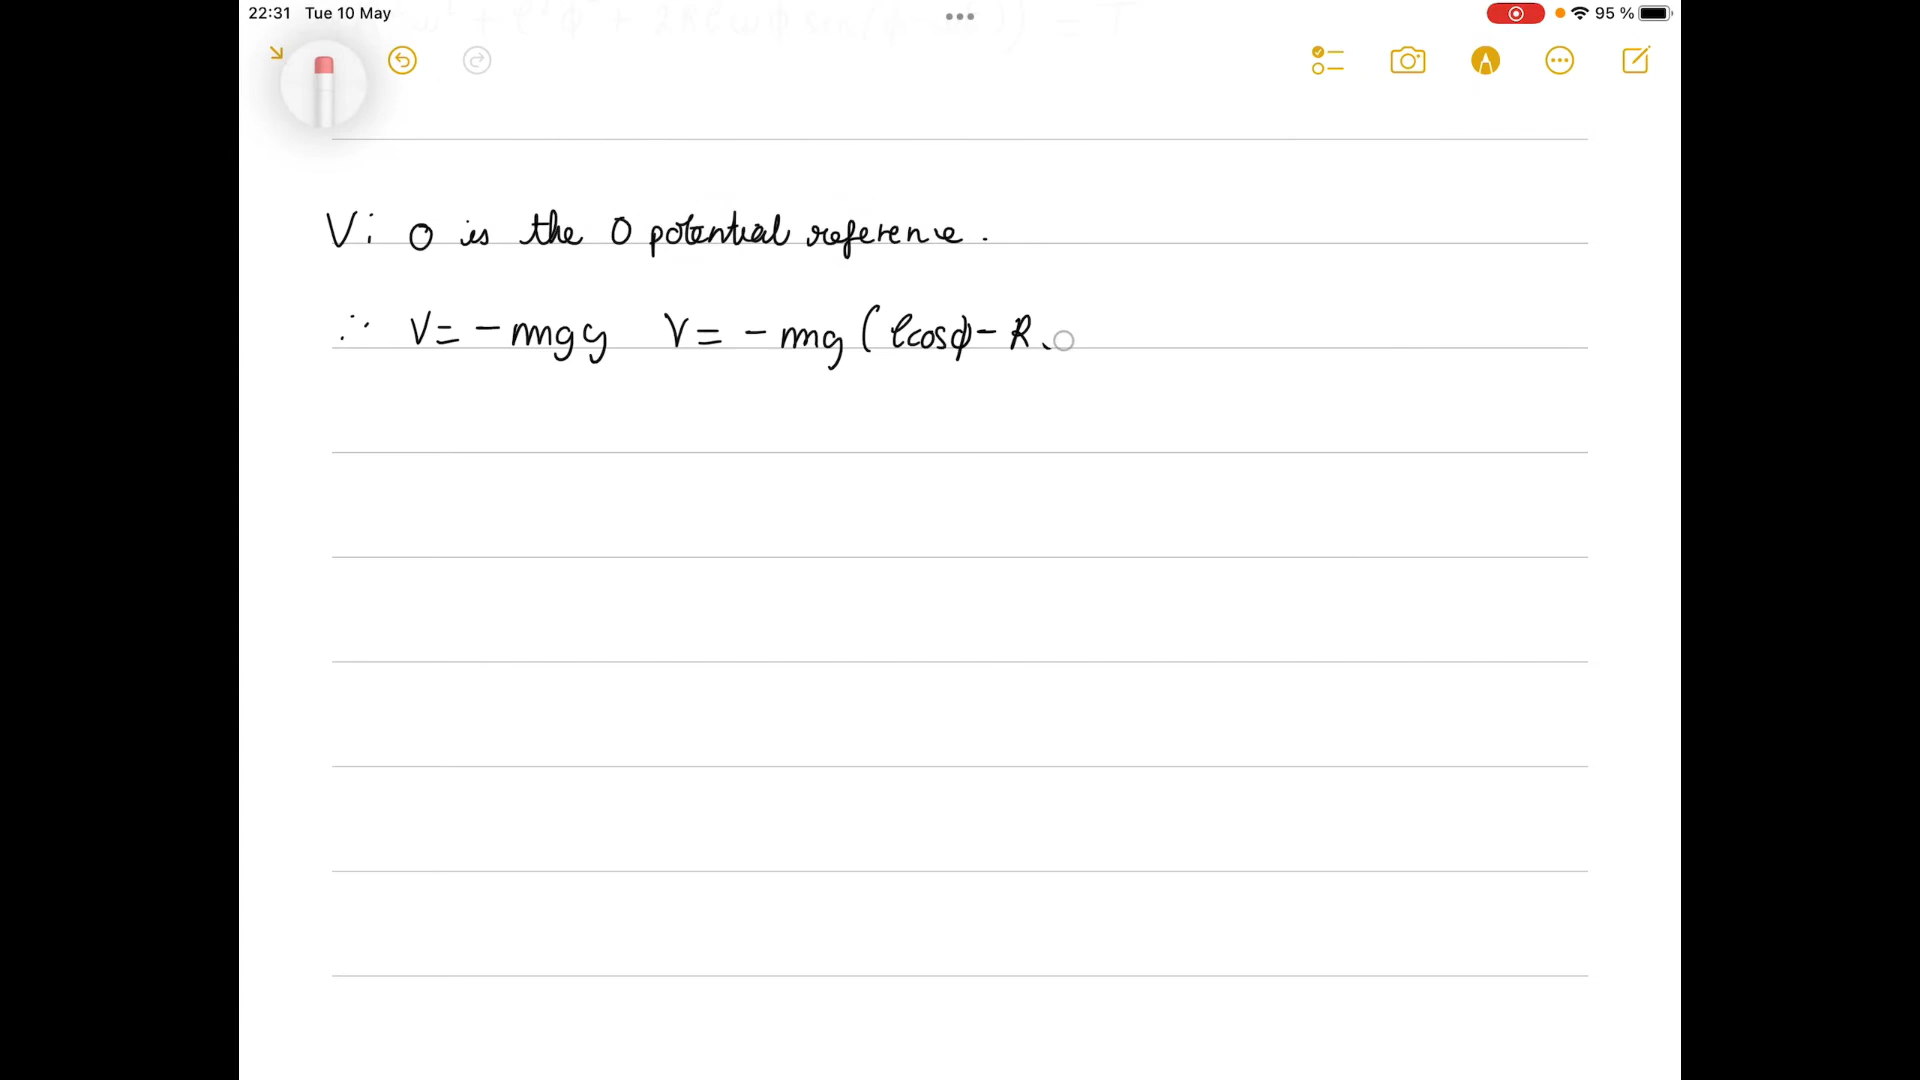 22:31 Tue 10 May 95 %
V: O is the O potential reference.
∴ V = - mgy V = - mg (lcosϕ - R